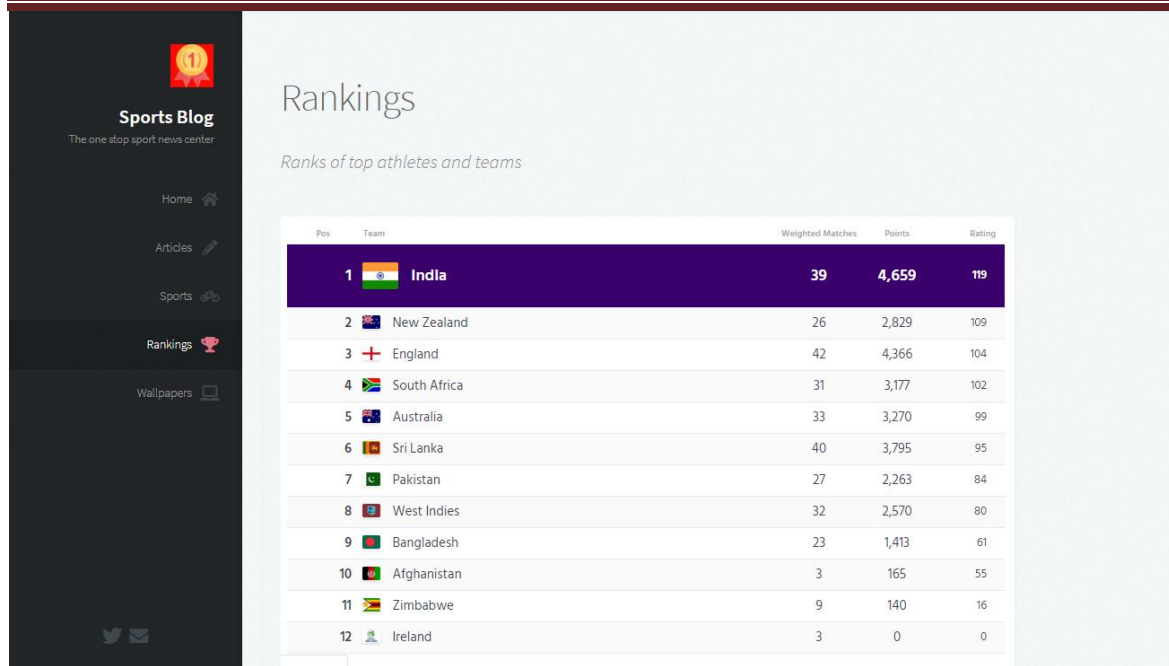 1
Sports Blog
The one stop sport news center
Home
Articles
Sports
Rankings
Wallpapers
Rankings
Ranks of top athletes and teams
Pos Team Weighted Matches Points Rating
1 India 39 4,659 119
2 New Zealand 26 2,829 109
3 England 42 4,366 104
4 South Africa 31 3,177 102
5 Australia 33 3,270 99
6 Sri Lanka 40 3,795 95
7 Pakistan 27 2,263 84
8 West Indies 32 2,570 80
9 Bangladesh 23 1,413 61
10 Afghanistan 3 165 55
11 Zimbabwe 9 140 16
12 Ireland 3 0 0